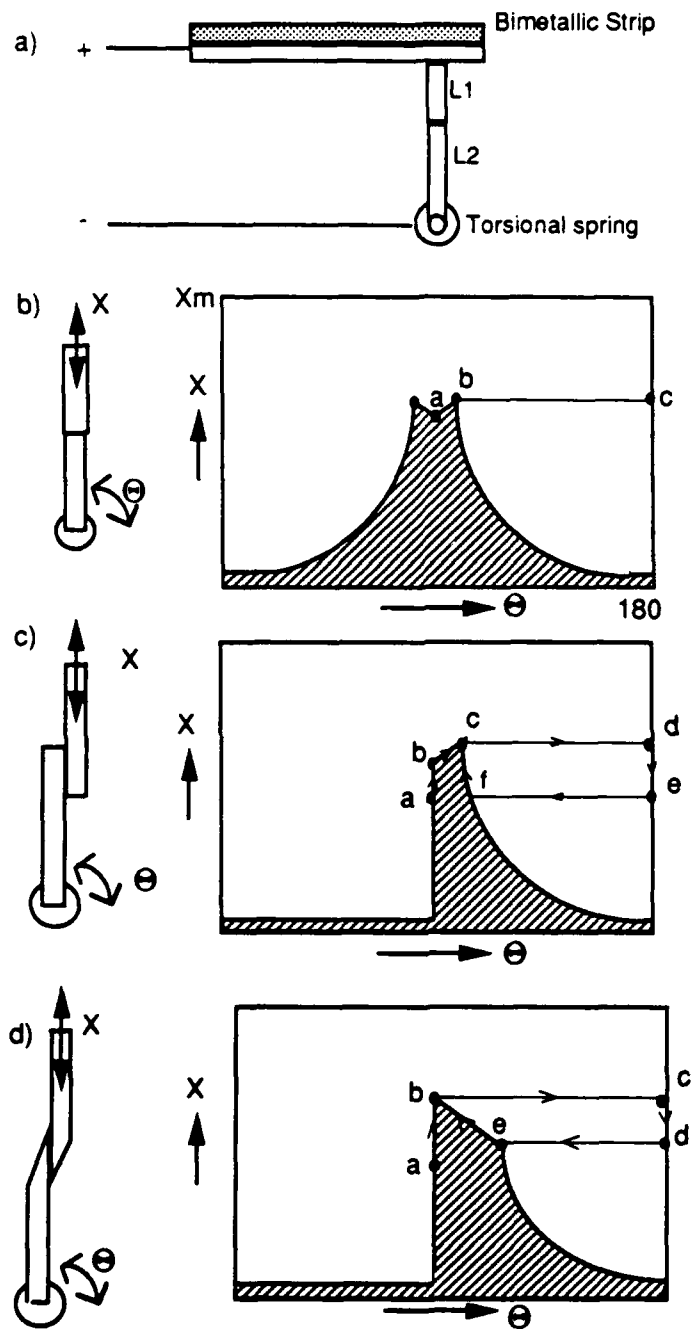 a)
+
Bimetallic Strip
L1
L2
-
Torsional spring
b)
X
Θ
Xm
X
a
b
c
Θ
180
c)
X
Θ
X
a
b
c
d
e
f
Θ
d)
X
Θ
X
a
b
c
d
e
Θ